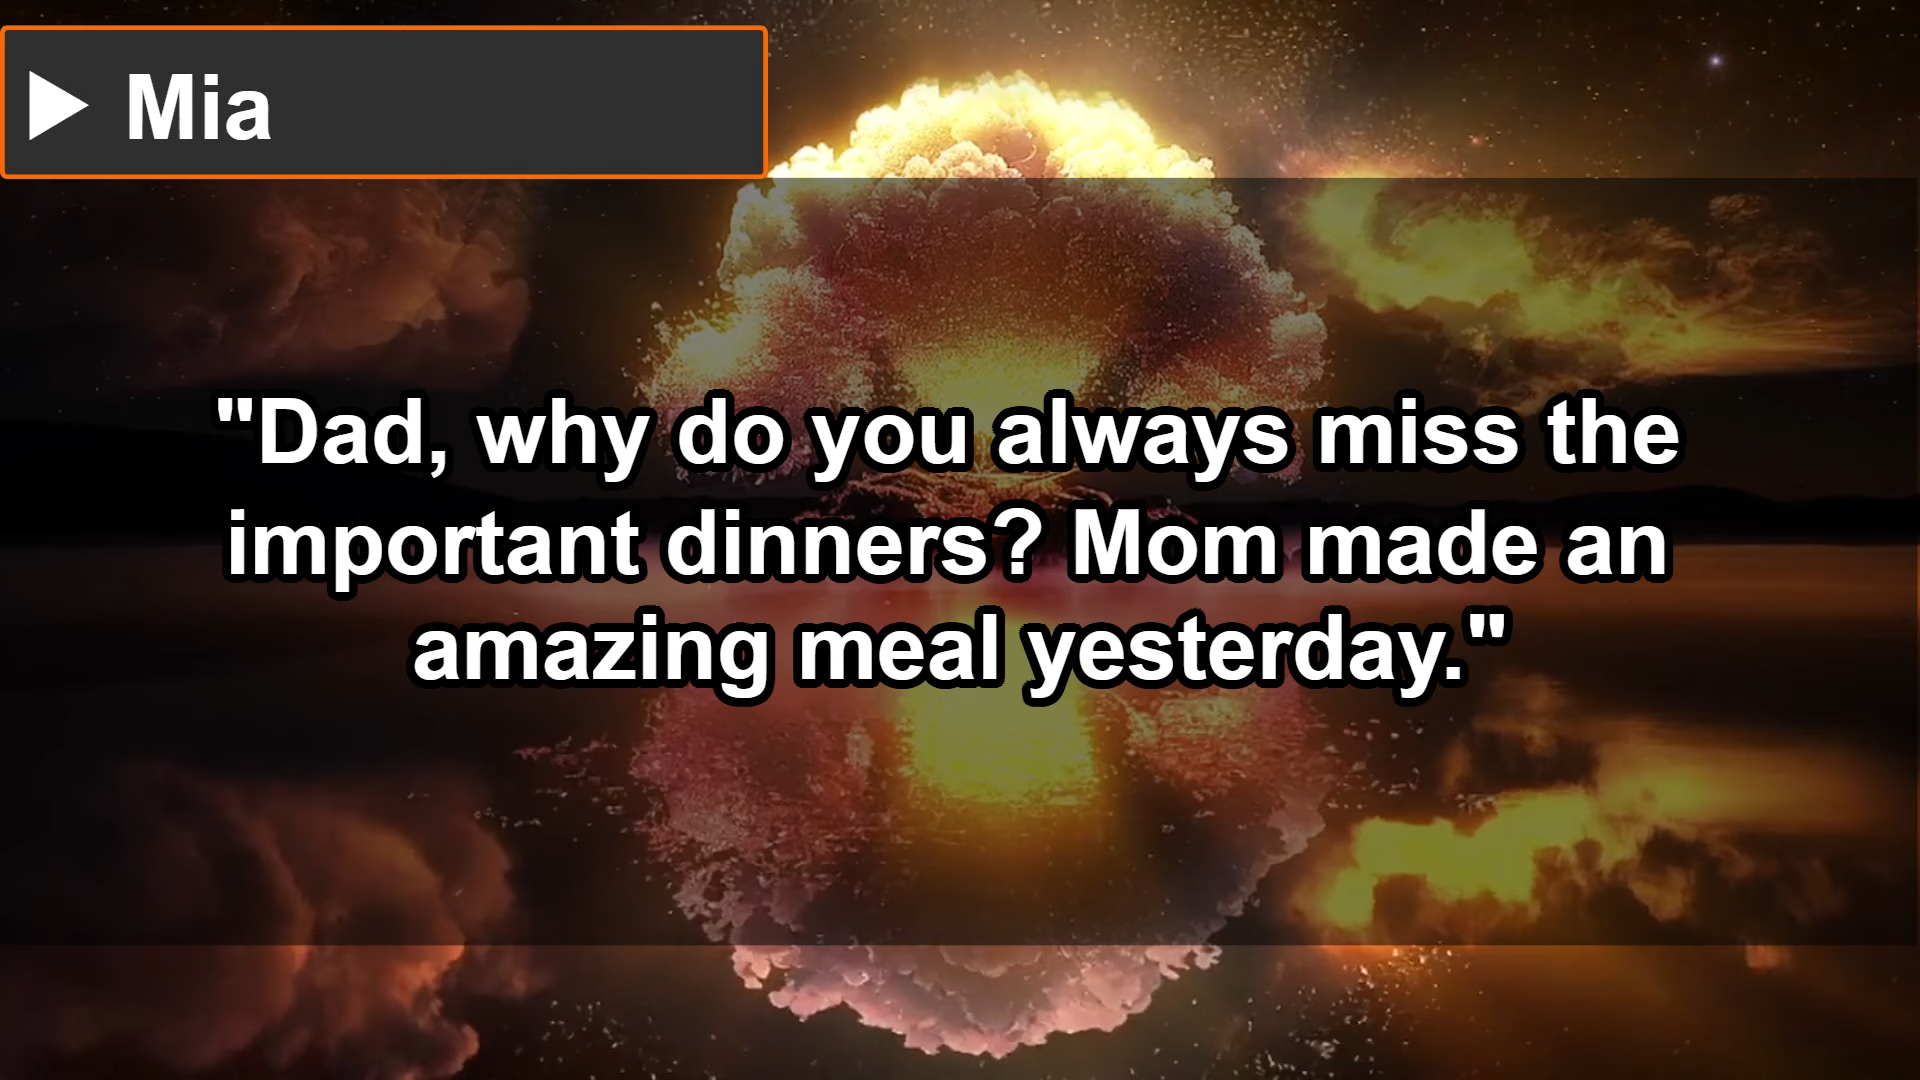 Mia
"Dad, why do you always miss the
important dinners? Mom made an
amazing meal yesterday."